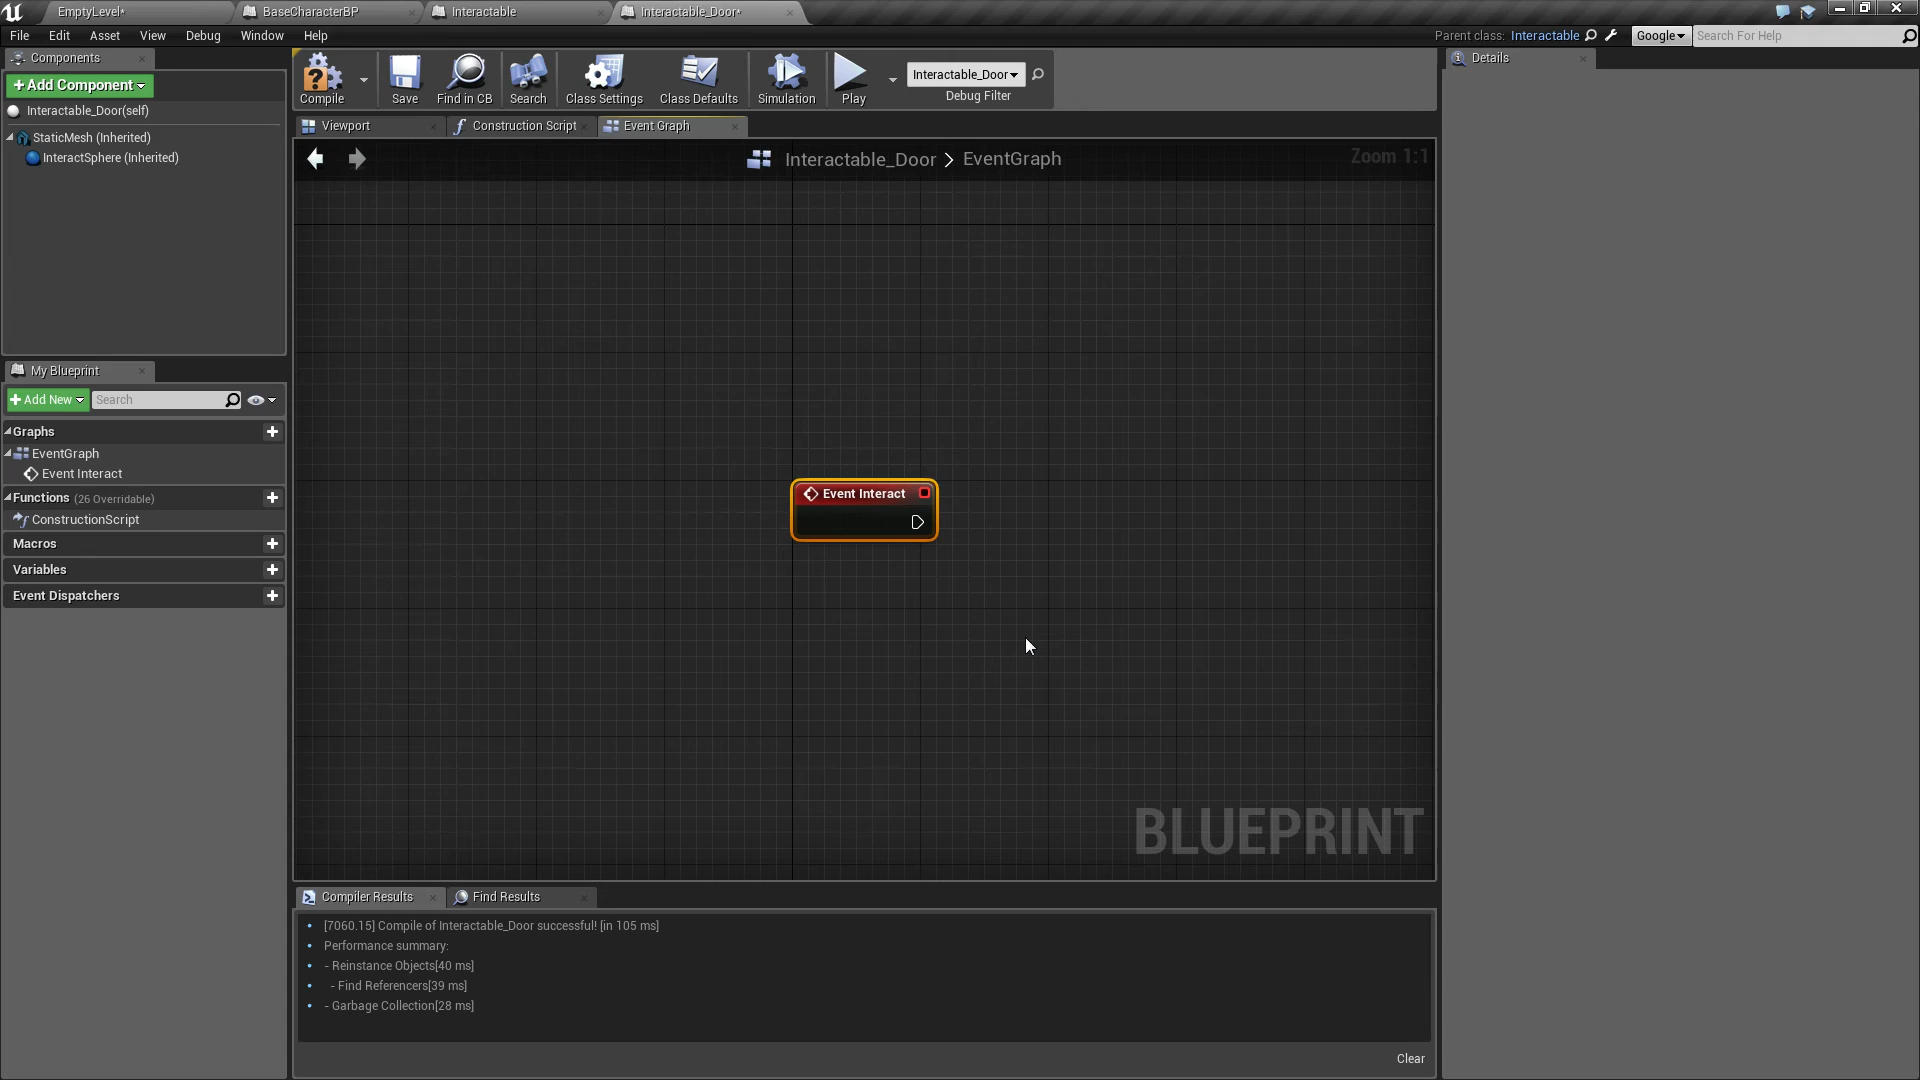 EmptyLevel*
BaseCharacterBP
Interactable
Interactable_Door*
File Edit Asset View Debug Window Help
Parent class: Interactable
Google
Search For Help
Components
+ Add Component
Interactable_Door(self)
StaticMesh (Inherited)
InteractSphere (Inherited)
Compile
Save
Find in CB
Search
Class Settings
Class Defaults
Simulation
Play
Interactable_Door
Debug Filter
Details
Viewport
Construction Script
Event Graph
Interactable_Door > EventGraph
Zoom 1:1
My Blueprint
+ Add New
Search
Graphs
EventGraph
Event Interact
Functions (26 Overridable)
ConstructionScript
Macros
Variables
Event Dispatchers
Event Interact
BLUEPRINT
Compiler Results
Find Results
[7060.15] Compile of Interactable_Door successful! [in 105 ms]
Performance summary:
- Reinstance Objects[40 ms]
- Find Referencers[39 ms]
- Garbage Collection[28 ms]
Clear